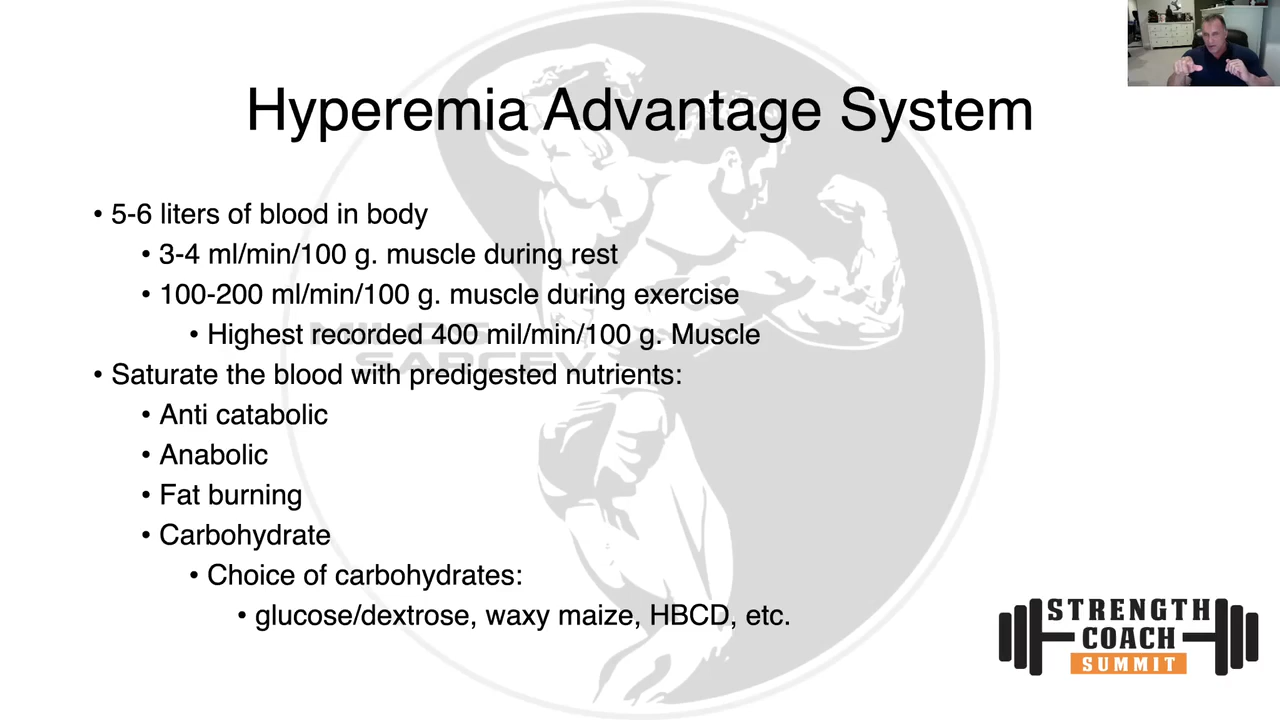 Hyperemia Advantage System
• 5-6 liters of blood in body
• 3-4 ml/min/100 g. muscle during rest
• 100-200 ml/min/100 g. muscle during exercise
• Highest recorded 400 mil/min/100 g. Muscle
MILOS
SARCEV
• Saturate the blood with predigested nutrients:
• Anti catabolic
• Anabolic
• Fat burning
• Carbohydrate
• Choice of carbohydrates:
• glucose/dextrose, waxy maize, HBCD, etc.
STRENGTH
COACH
SUMMIT